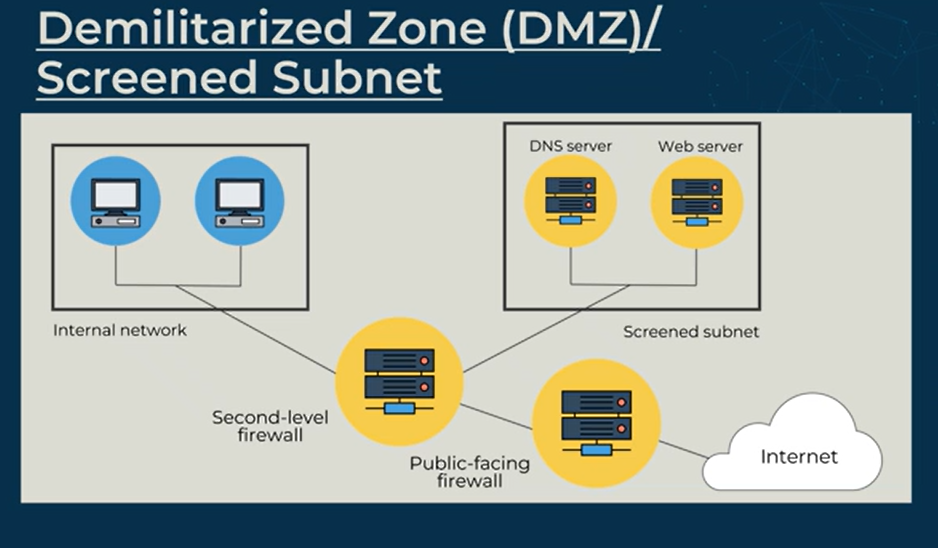 Demilitarized Zone (DMZ)/
Screened Subnet
DNS server
Web server
Internal network
Screened subnet
Second-level
firewall
Public-facing
firewall
Internet